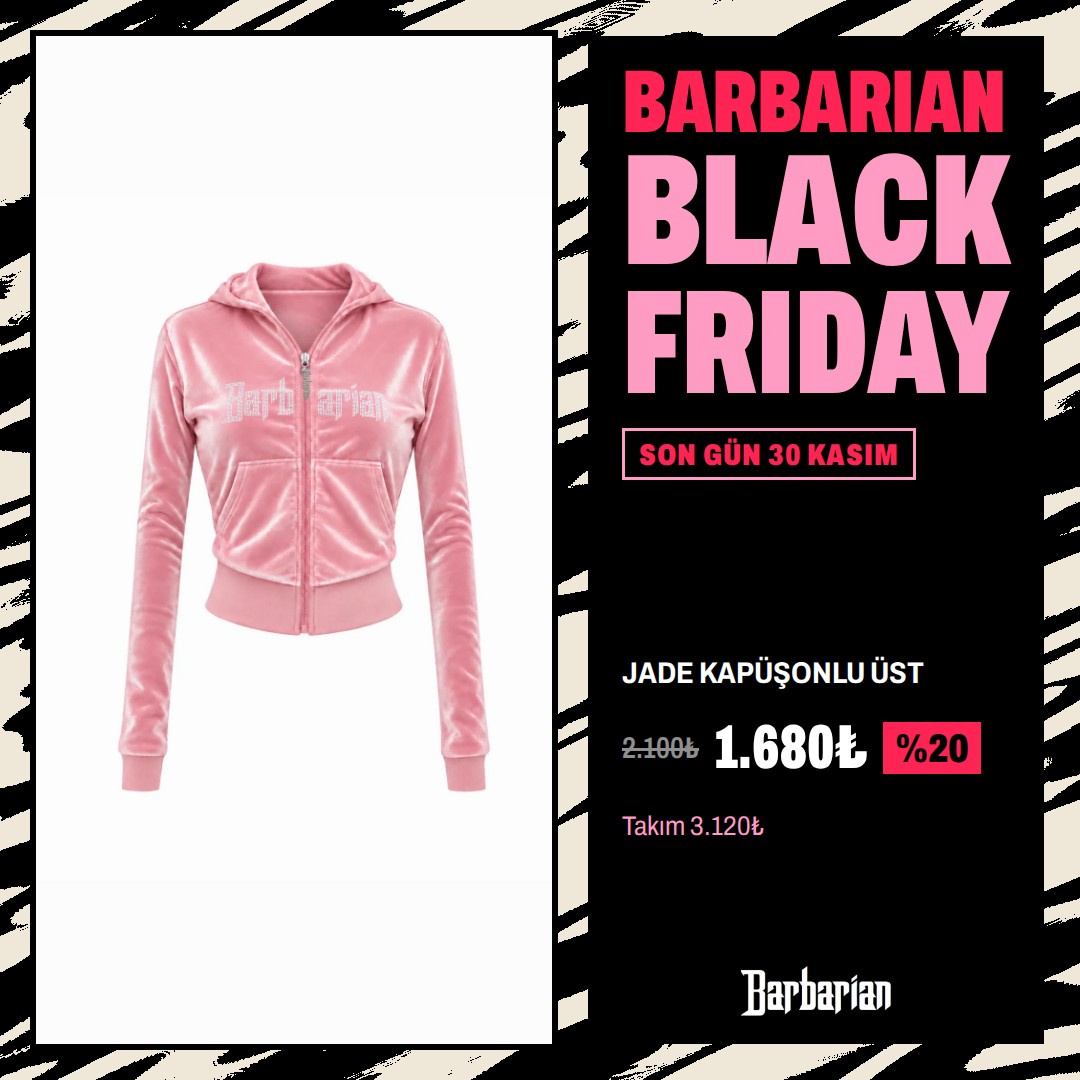 Barbarian
BARBARIAN
BLACK
FRIDAY
SON GÜN 30 KASIM
JADE KAPÜŞONLU ÜST
2.100₺ 1.680₺ %20
Takım 3.120₺
Barbarian